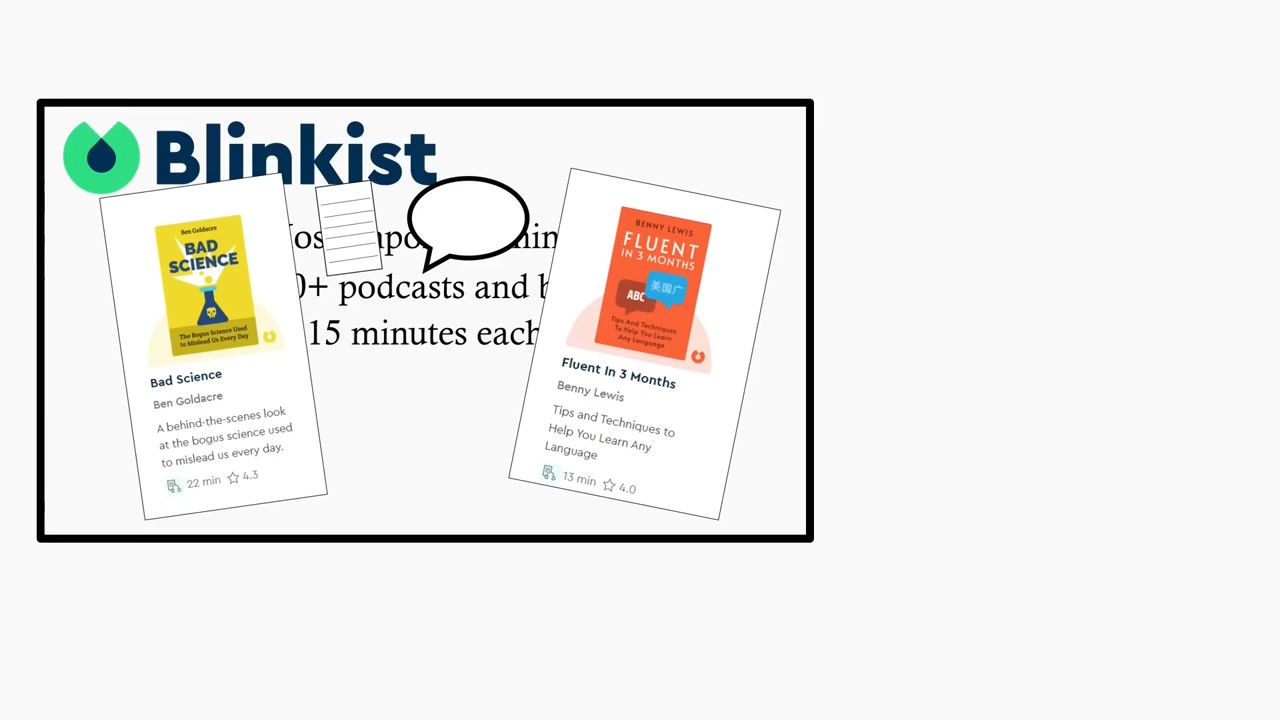 Blinkist
podcasts and
15 minutes each
Ben Goldacre
BAD
SCIENCE
The Bogus Science Used
to Mislead Us Every Day
Bad Science
Ben Goldacre
A behind-the-scenes look
at the bogus science used
to mislead us every day.
22 min 4.3
BENNY LEWIS
FLUENT
IN 3 MONTHS
美国广
ABC
Tips And Techniques
To Help You Learn
Any Language
Fluent In 3 Months
Benny Lewis
Tips and Techniques to
Help You Learn Any
Language
13 min 4.0